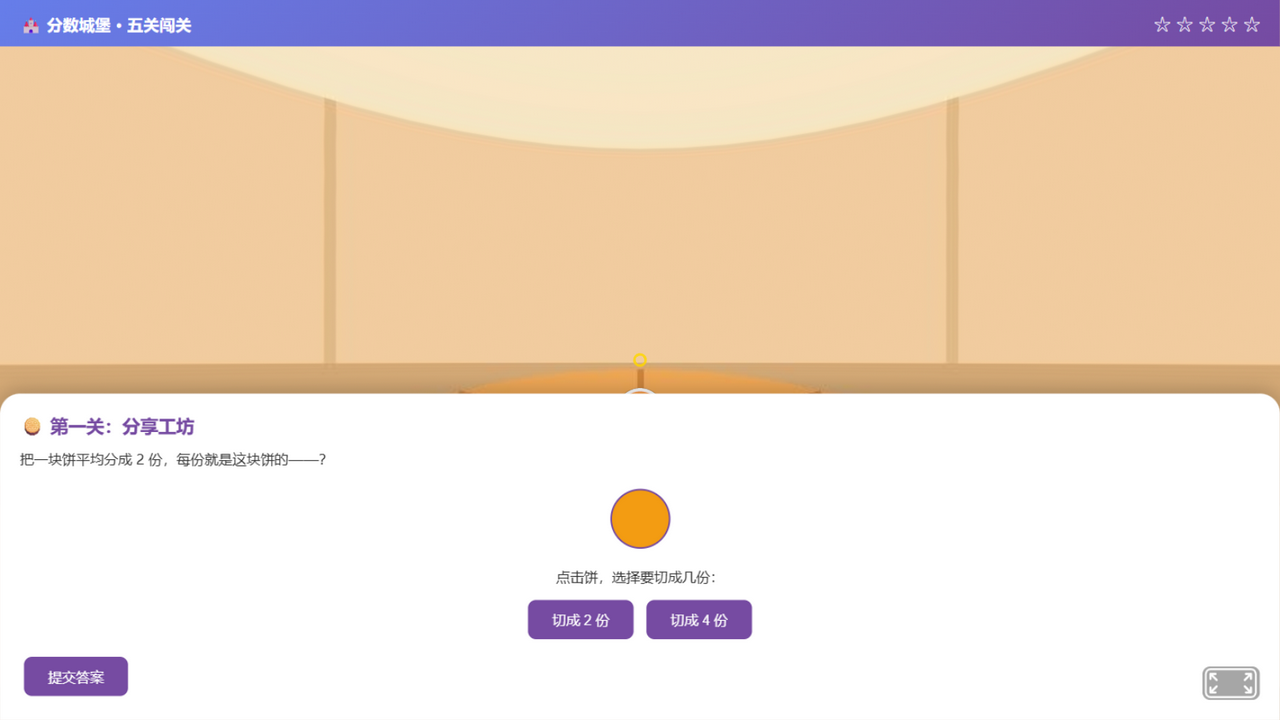 分数城堡·五关闯关
第一关：分享工坊
把一块饼平均分成 2 份，每份就是这块饼的——？
点击饼，选择要切成几份：
切成 2 份
切成 4 份
提交答案